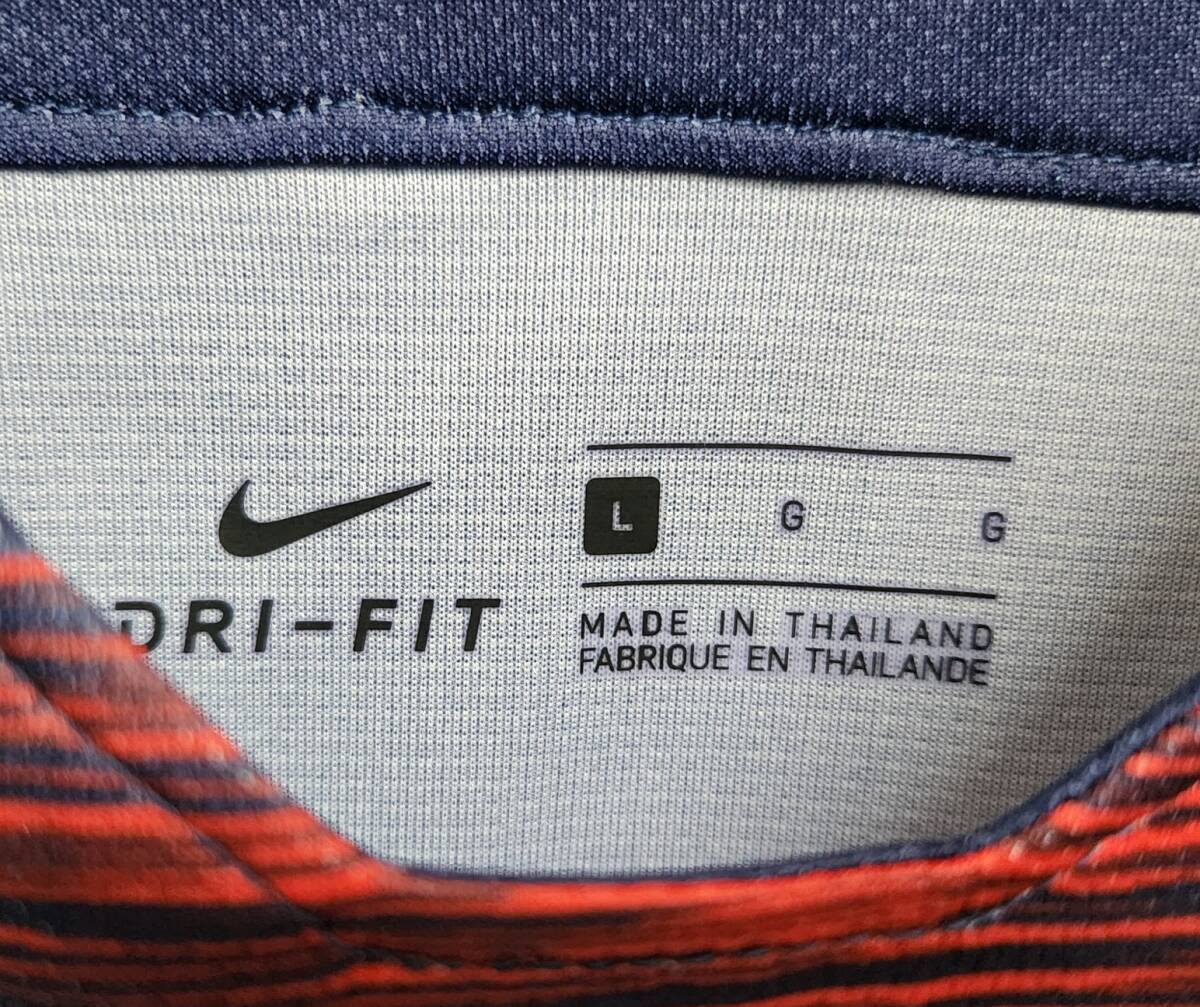 L G G
DRI-FIT
MADE IN THAILAND
FABRIQUE EN THAILANDE